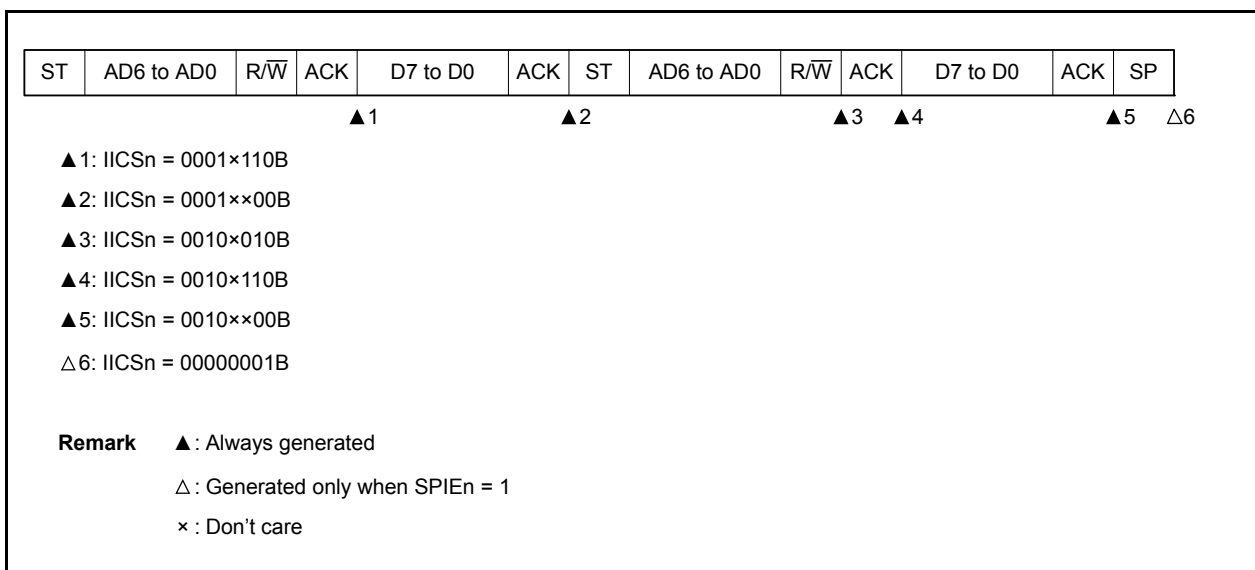 ST AD6 to AD0 R/W̅ ACK D7 to D0 ACK ST AD6 to AD0 R/W̅ ACK D7 to D0 ACK SP
▲1 ▲2 ▲3 ▲4 ▲5 △6
▲1: IICSn = 0001×110B
▲2: IICSn = 0001××00B
▲3: IICSn = 0010×010B
▲4: IICSn = 0010×110B
▲5: IICSn = 0010××00B
△6: IICSn = 00000001B
Remark ▲: Always generated
△: Generated only when SPIEn = 1
×: Don’t care